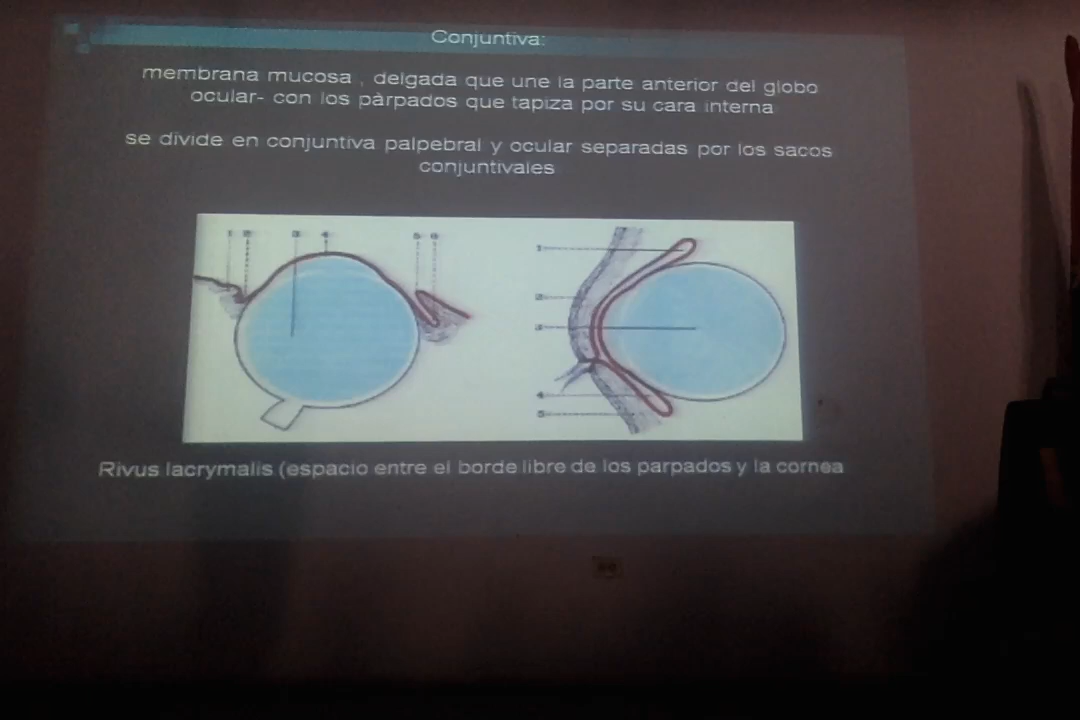 Conjuntiva:
membrana mucosa , delgada que une la parte anterior del globo
ocular- con los pàrpados que tapiza por su cara interna
se divide en conjuntiva palpebral y ocular separadas por los sacos
conjuntivales
Rivus lacrymalis (espacio entre el borde libre de los parpados y la cornea